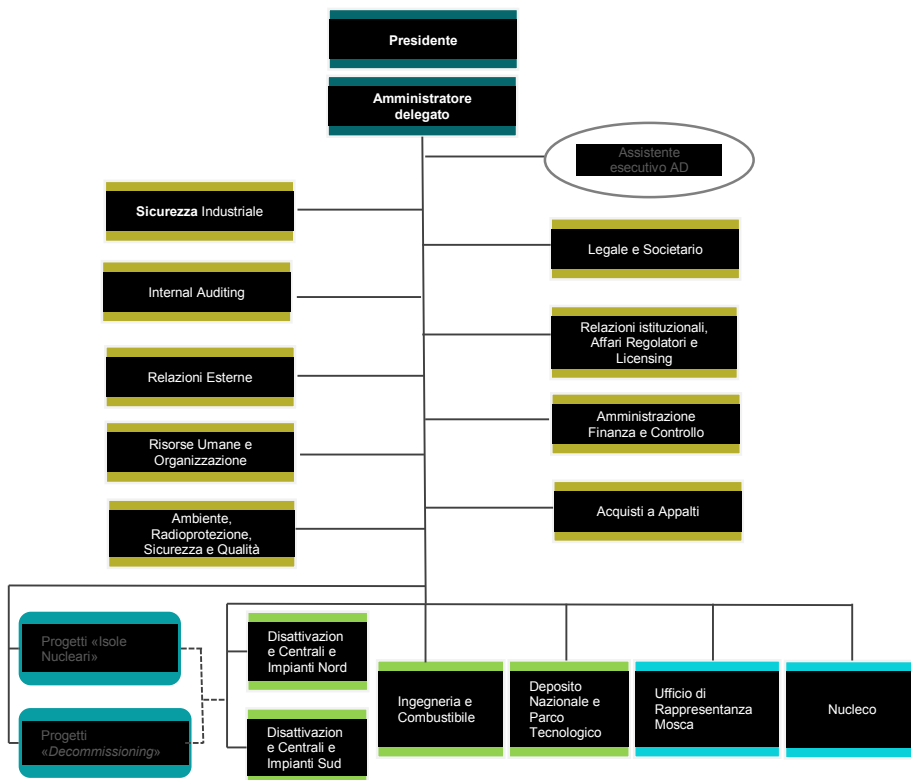 Presidente
Amministratore
delegato
Assistente
esecutivo AD
Sicurezza Industriale
Legale e Societario
Internal Auditing
Relazioni istituzionali,
Affari Regolatori e
Licensing
Relazioni Esterne
Amministrazione
Finanza e Controllo
Risorse Umane e
Organizzazione
Acquisti a Appalti
Ambiente,
Radioprotezione,
Sicurezza e Qualità
Progetti «Isole
Nucleari»
Disattivazion
e Centrali e
Impianti Nord
Ingegneria e
Combustibile
Deposito
Nazionale e
Parco
Tecnologico
Ufficio di
Rappresentanza
Mosca
Nucleco
Progetti
«Decommissioning»
Disattivazion
e Centrali e
Impianti Sud